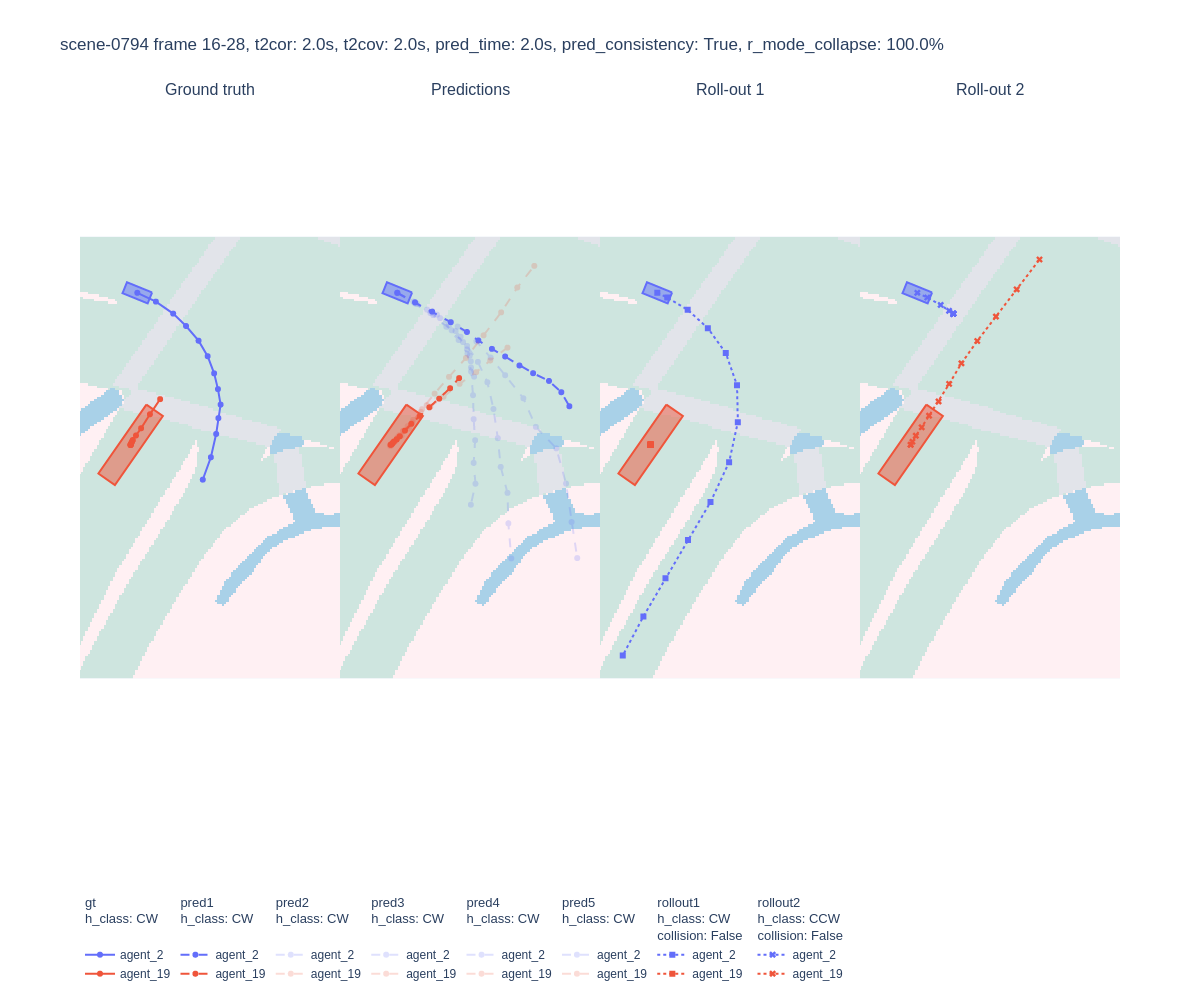 scene-0794 frame 16-28, t2cor: 2.0s, t2cov: 2.0s, pred_time: 2.0s, pred_consistency: True, r_mode_collapse: 100.0%
Ground truth
Predictions
Roll-out 1
Roll-out 2
gt
h_class: CW
agent_2
agent_19
pred1
h_class: CW
agent_2
agent_19
pred2
h_class: CW
agent_2
agent_19
pred3
h_class: CW
agent_2
agent_19
pred4
h_class: CW
agent_2
agent_19
pred5
h_class: CW
agent_2
agent_19
rollout1
h_class: CW
collision: False
agent_2
agent_19
rollout2
h_class: CCW
collision: False
agent_2
agent_19